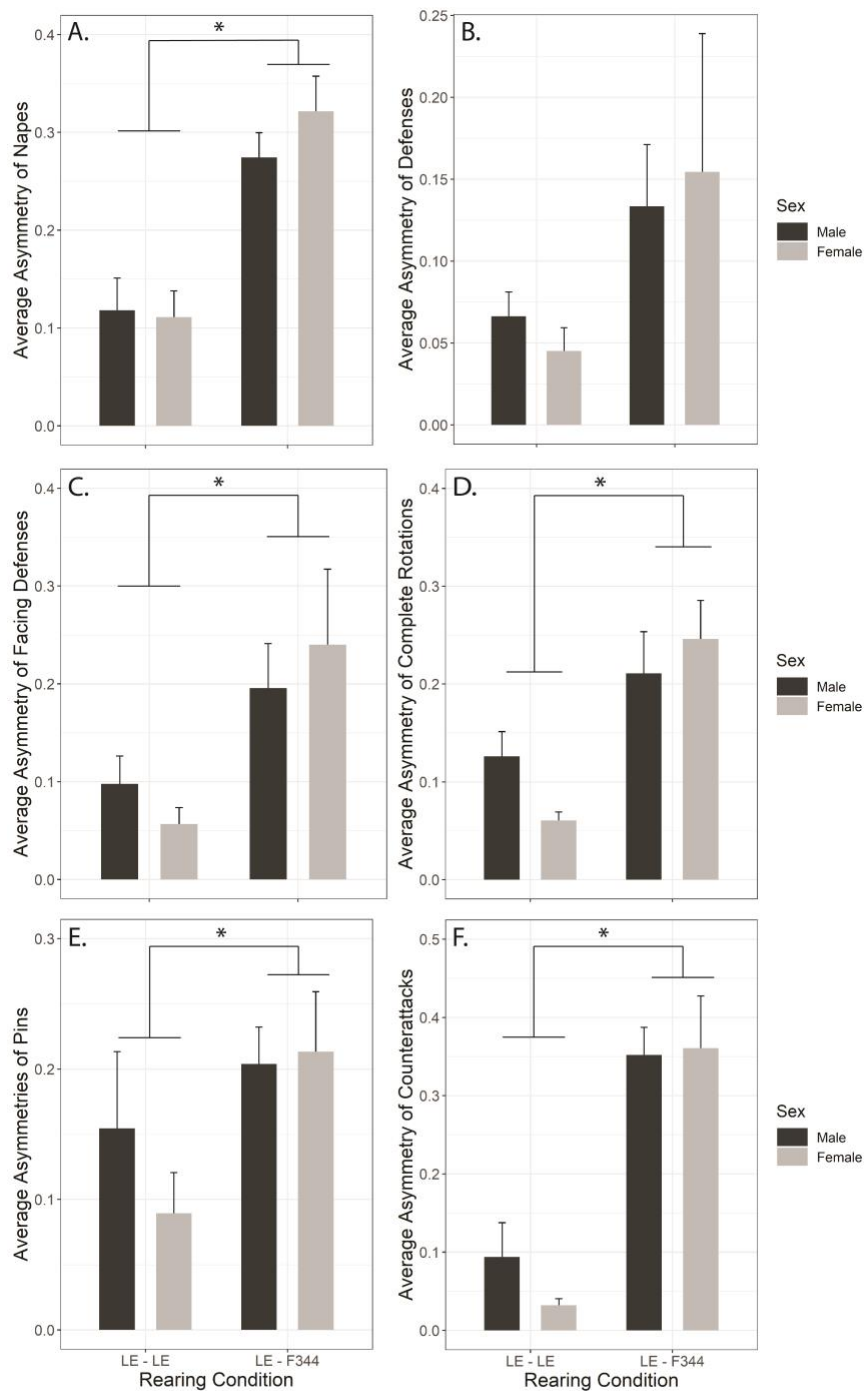 A.
*
0.4
0.3
0.2
0.1
0.0
Average Asymmetry of Napes
B.
0.25
0.20
0.15
0.10
0.05
0.00
Average Asymmetry of Defenses
Sex
Male
Female
C.
*
0.4
0.3
0.2
0.1
0.0
Average Asymmetry of Facing Defenses
D.
*
0.4
0.3
0.2
0.1
0.0
Average Asymmetry of Complete Rotations
Sex
Male
Female
E.
*
0.3
0.2
0.1
0.0
Average Asymmetries of Pins
LE - LE
LE - F344
Rearing Condition
F.
*
0.5
0.4
0.3
0.2
0.1
0.0
Average Asymmetry of Counterattacks
LE - LE
LE - F344
Rearing Condition
Sex
Male
Female